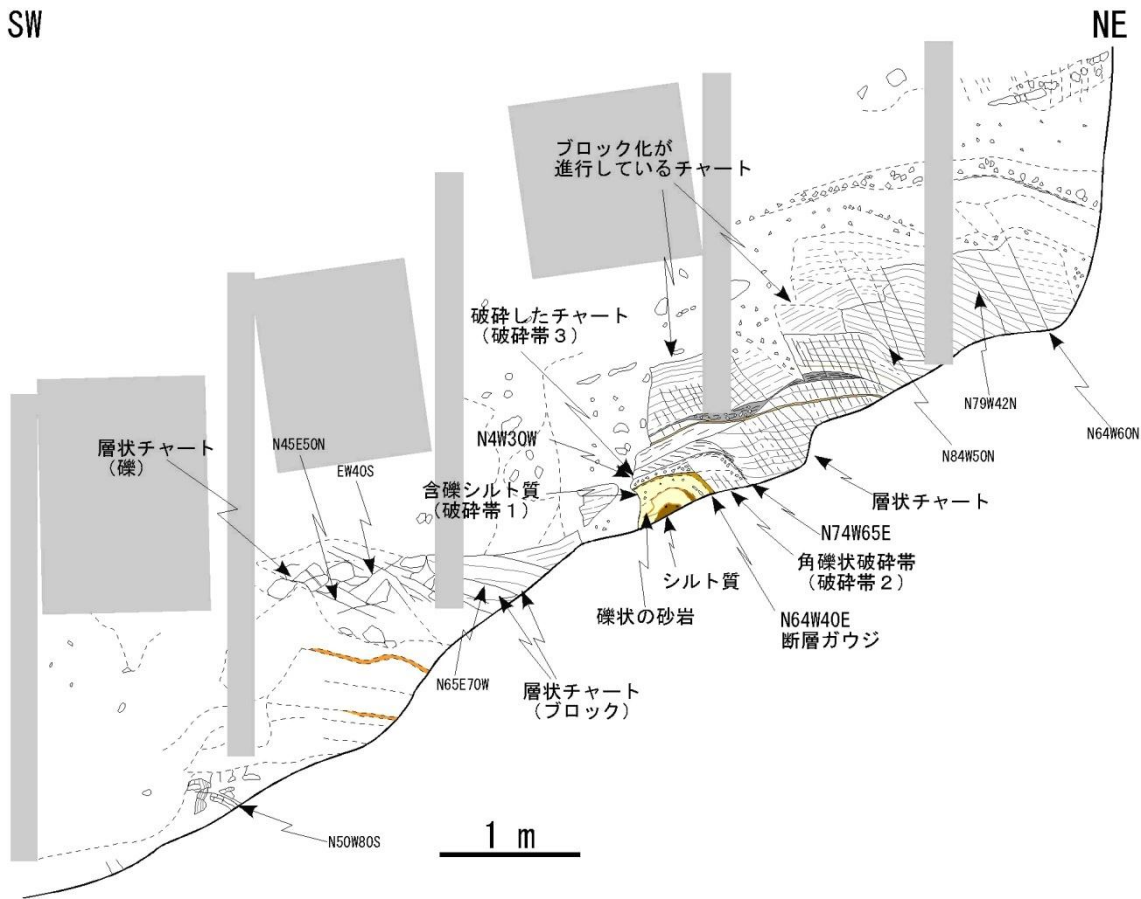 SW
NE
ブロック化が
進行しているチャート
破砕したチャート
（破砕帯３）
N4W30W
含礫シルト質
（破砕帯１）
層状チャート
（礫）
N45E50N
EW40S
N79W42N
N64W60N
N84W50N
層状チャート
N74W65E
角礫状破砕帯
（破砕帯２）
シルト質
礫状の砂岩
N64W40E
断層ガウジ
N65E70W
層状チャート
（ブロック）
N50W80S
1 m